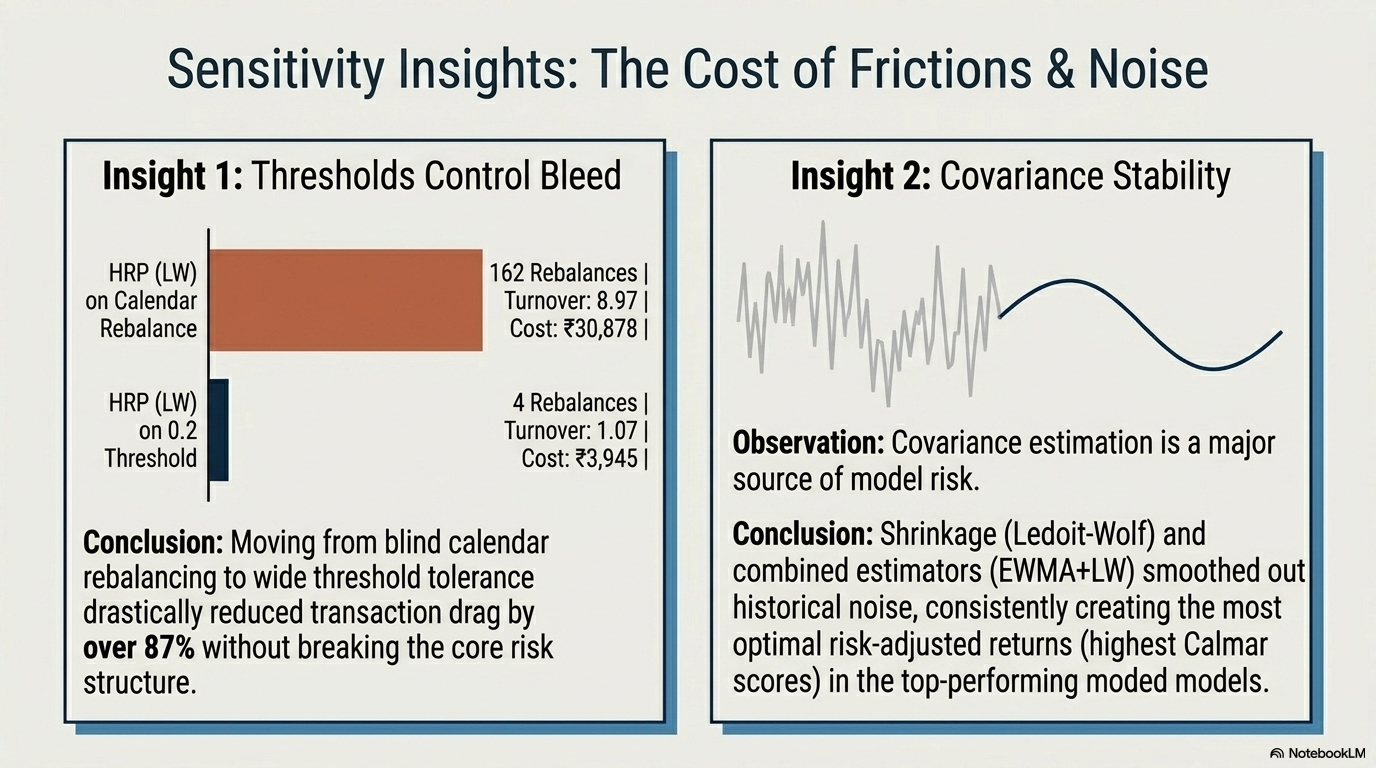 Sensitivity Insights: The Cost of Frictions & Noise
Insight 1: Thresholds Control Bleed
HRP (LW)
on Calendar
Rebalance
162 Rebalances |
Turnover: 8.97 |
Cost: ₹30,878 |
HRP (LW)
on 0.2
Threshold
4 Rebalances |
Turnover: 1.07 |
Cost: ₹3,945 |
Conclusion: Moving from blind calendar
rebalancing to wide threshold tolerance
drastically reduced transaction drag by
over 87% without breaking the core risk
structure.
Insight 2: Covariance Stability
Observation: Covariance estimation is a major
source of model risk.
Conclusion: Shrinkage (Ledoit-Wolf) and
combined estimators (EWMA+LW) smoothed out
historical noise, consistently creating the most
optimal risk-adjusted returns (highest Calmar
scores) in the top-performing moded models.
NotebookLM